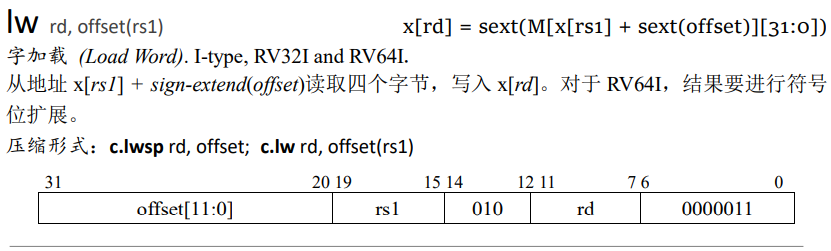 lw rd, offset(rs1) x[rd] = sext(M[x[rs1] + sext(offset)][31:0])
字加载 (Load Word). I-type, RV32I and RV64I.
从地址 x[rs1] + sign-extend(offset)读取四个字节，写入 x[rd]。对于 RV64I，结果要进行符号
位扩展。
压缩形式：c.lwsp rd, offset; c.lw rd, offset(rs1)
31 20 19 15 14 12 11 7 6 0
offset[11:0] rs1 010 rd 0000011